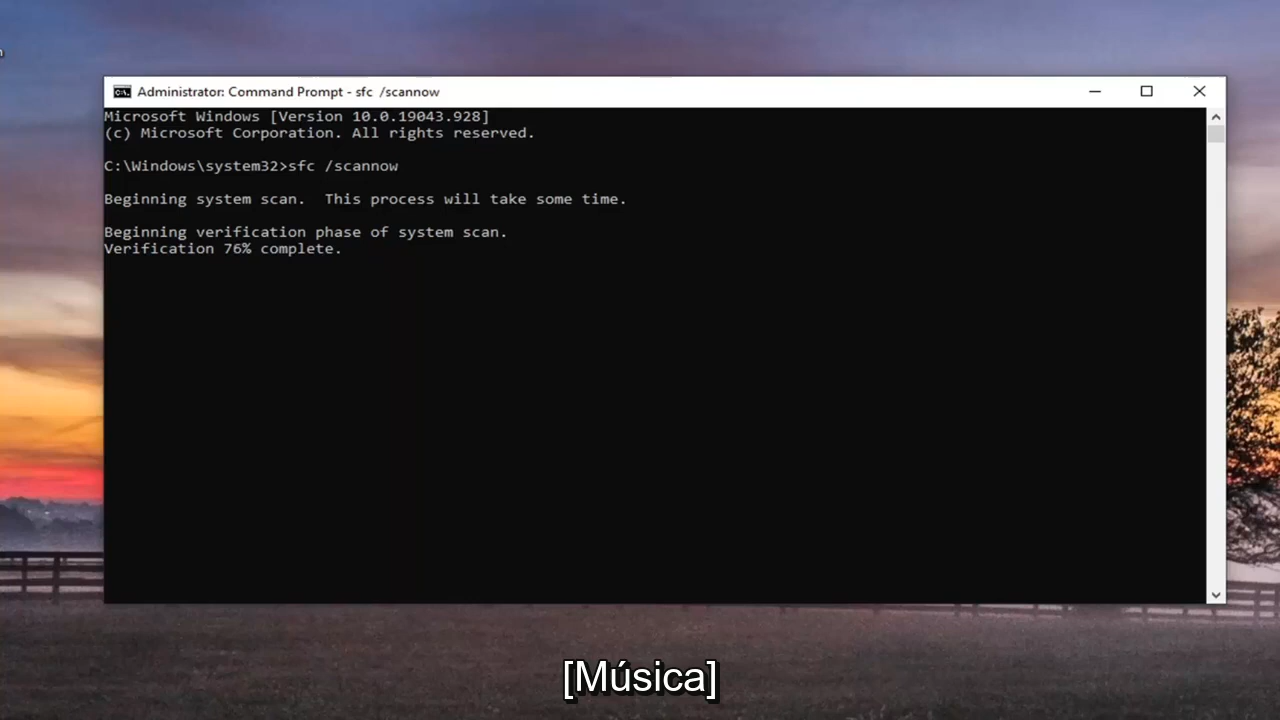 Administrator: Command Prompt - sfc  /scannow
Microsoft Windows [Version 10.0.19043.928]
(c) Microsoft Corporation. All rights reserved.
C:\Windows\system32>sfc /scannow
Beginning system scan.  This process will take some time.
Beginning verification phase of system scan.
Verification 76% complete.
[Música]